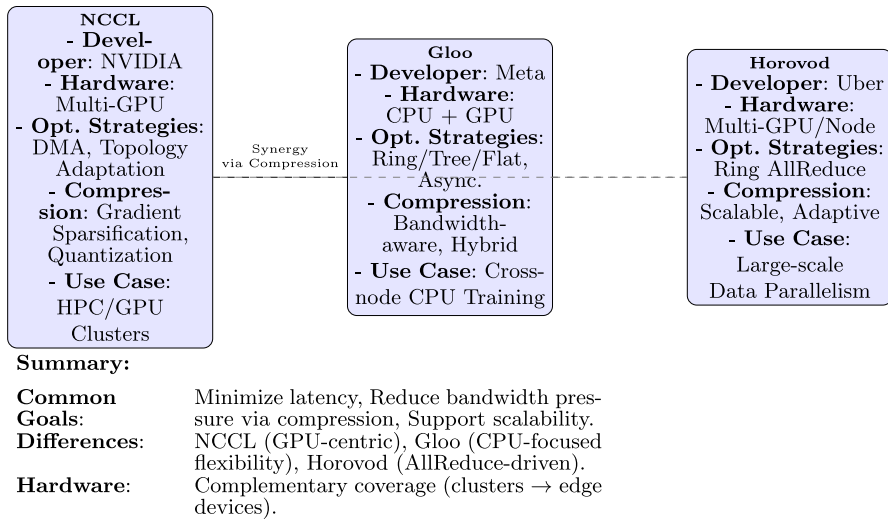 NCCL
- Devel-
oper: NVIDIA
- Hardware:
Multi-GPU
- Opt. Strategies:
DMA, Topology
Adaptation
- Compres-
sion: Gradient
Sparsification,
Quantization
- Use Case:
HPC/GPU
Clusters
Synergy
via Compression
Gloo
- Developer: Meta
- Hardware:
CPU + GPU
- Opt. Strategies:
Ring/Tree/Flat,
Async.
- Compression:
Bandwidth-
aware, Hybrid
- Use Case: Cross-
node CPU Training
Horovod
- Developer: Uber
- Hardware:
Multi-GPU/Node
- Opt. Strategies:
Ring AllReduce
- Compression:
Scalable, Adaptive
- Use Case:
Large-scale
Data Parallelism
Summary:
Common Minimize latency, Reduce bandwidth pres-
Goals: sure via compression, Support scalability.
Differences: NCCL (GPU-centric), Gloo (CPU-focused
flexibility), Horovod (AllReduce-driven).
Hardware: Complementary coverage (clusters → edge
devices).